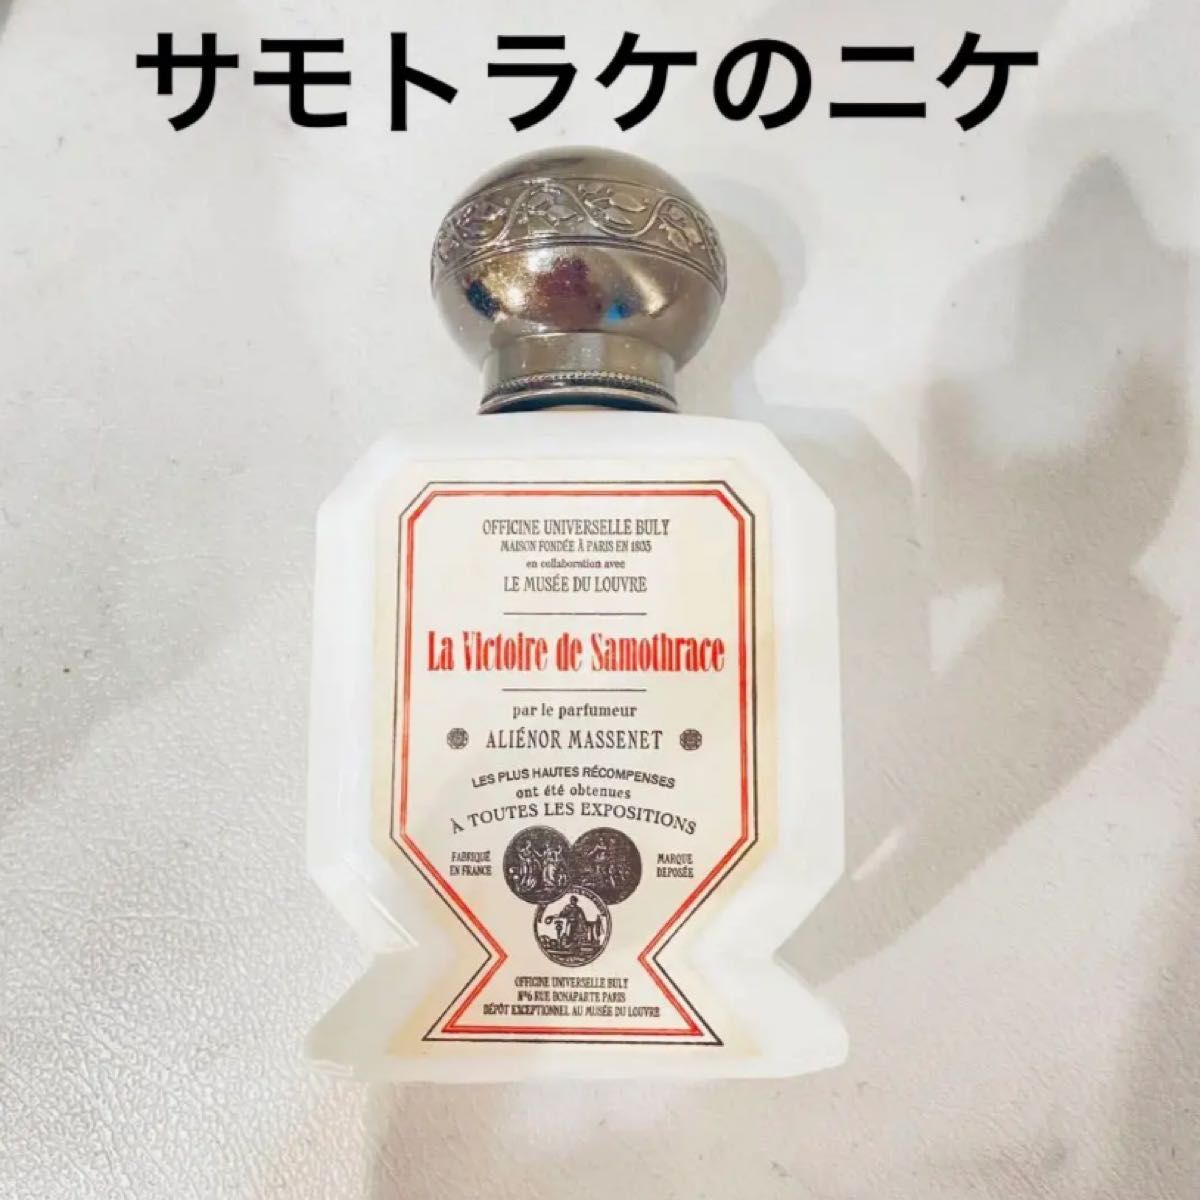 サモトラケのニケ
OFFICINE UNIVERSELLE BULY
MAISON FONDÉE À PARIS EN 1803
en collaboration avec
LE MUSÉE DU LOUVRE
La Victoire de Samothrace
par le parfumeur
ALIÉNOR MASSENET
LES PLUS HAUTES RÉCOMPENSES
ont été obtenues
À TOUTES LES EXPOSITIONS
FABRIQUÉ
EN FRANCE
MARQUE
DEPOSÉE
OFFICINE UNIVERSELLE BULY
N°6 RUE BONAPARTE PARIS
DÉPÔT EXCEPTIONNEL AU MUSÉE DU LOUVRE